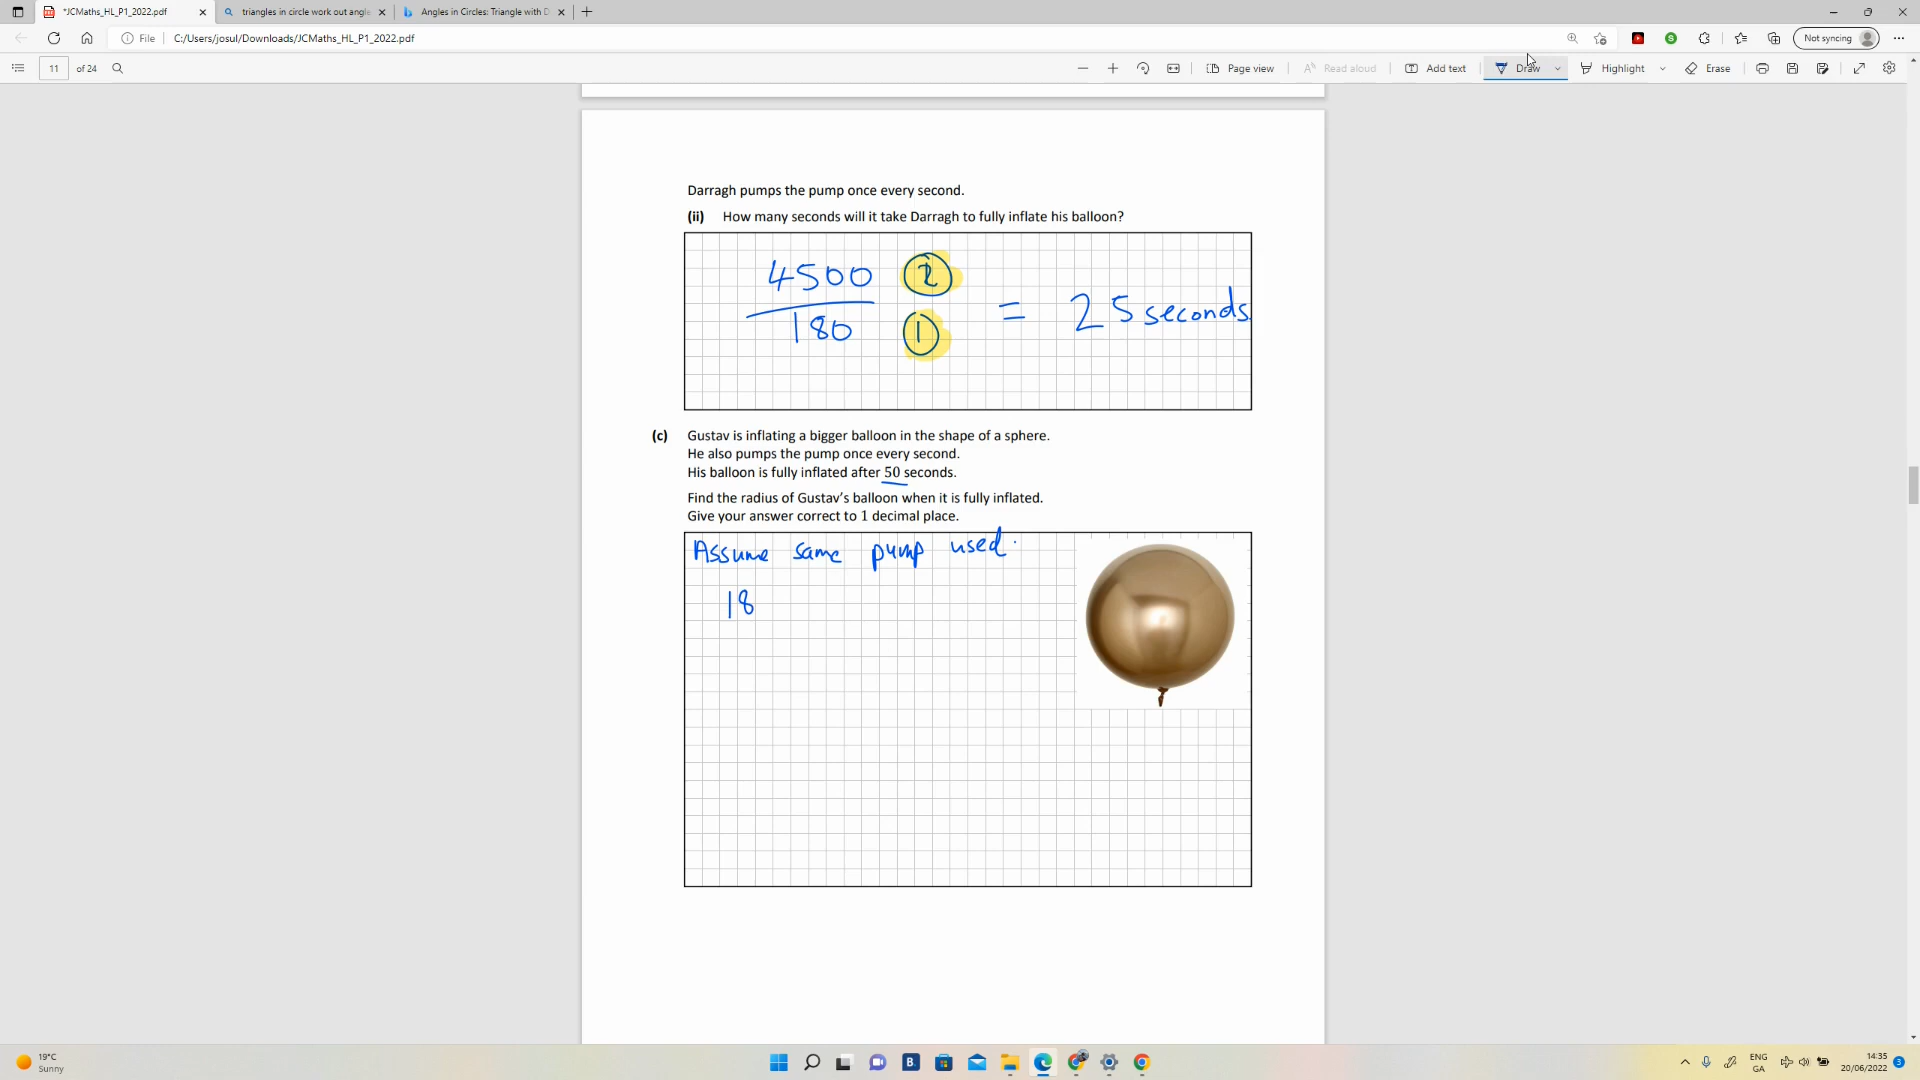 *JCMaths_HL_P1_2022.pdf
triangles in circle work out angle
Angles in Circles: Triangle with D
File
C:/Users/josul/Downloads/JCMaths_HL_P1_2022.pdf
Not syncing
11 of 24
Page view
Read aloud
Add text
Draw
Highlight
Erase
Darragh pumps the pump once every second.
(ii) How many seconds will it take Darragh to fully inflate his balloon?
4500 2
180 1
= 25 seconds
(c) Gustav is inflating a bigger balloon in the shape of a sphere.
He also pumps the pump once every second.
His balloon is fully inflated after 50 seconds.
Find the radius of Gustav's balloon when it is fully inflated.
Give your answer correct to 1 decimal place.
Assume same pump used.
18
19°C
Sunny
ENG
GA
14:35
20/06/2022
3